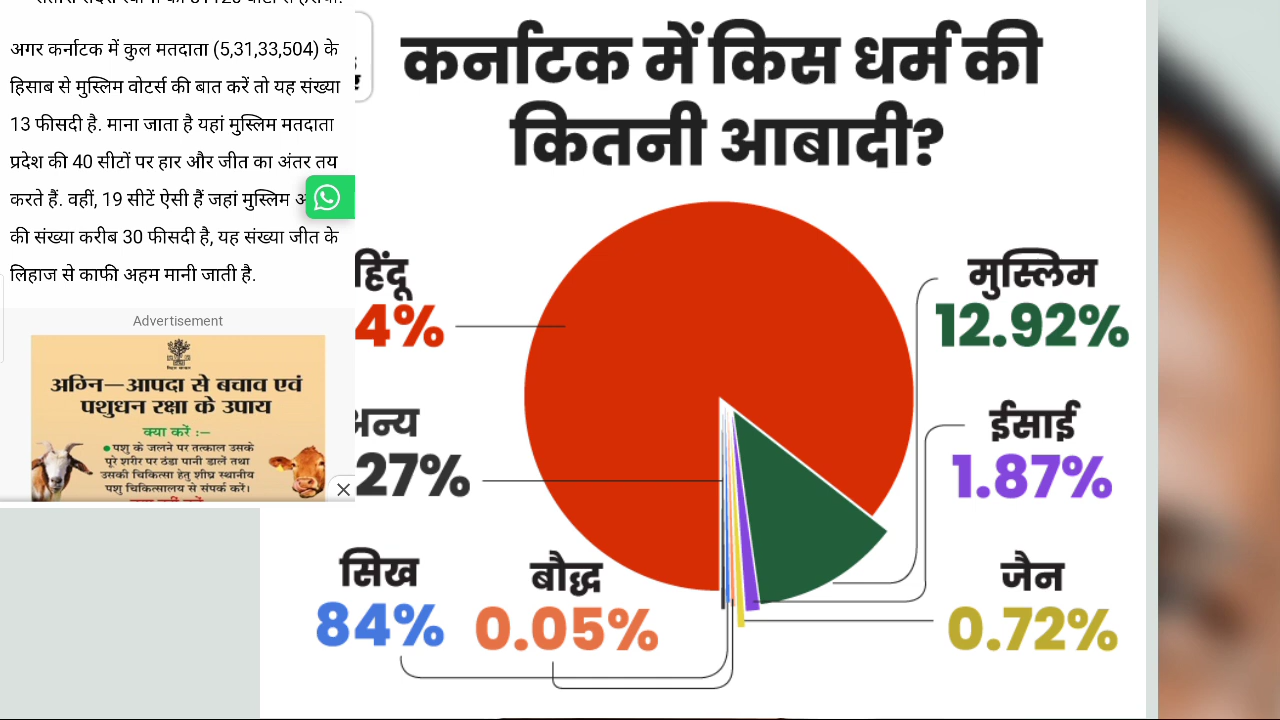 अगर कर्नाटक में कुल मतदाता (5,31,33,504) के
हिसाब से मुस्लिम वोटर्स की बात करें तो यह संख्या
13 फीसदी है. माना जाता है यहां मुस्लिम मतदाता
प्रदेश की 40 सीटों पर हार और जीत का अंतर तय
करते हैं. वहीं, 19 सीटें ऐसी हैं जहां मुस्लिम
की संख्या करीब 30 फीसदी है, यह संख्या जीत के
लिहाज से काफी अहम मानी जाती है.
Advertisement
अग्नि—आपदा से बचाव एवं
पशुधन रक्षा के उपाय
क्या करें :—
●पशु के जलने पर तत्काल उसके
पूरे शरीर पर ठंडा पानी डालें तथा
उसकी चिकित्सा हेतु शीघ्र स्थानीय
पशु चिकित्सालय से संपर्क करें।
कर्नाटक में किस धर्म की
कितनी आबादी?
हिंदू
4%
मुस्लिम
12.92%
अन्य
27%
ईसाई
1.87%
सिख
84%
बौद्ध
0.05%
जैन
0.72%